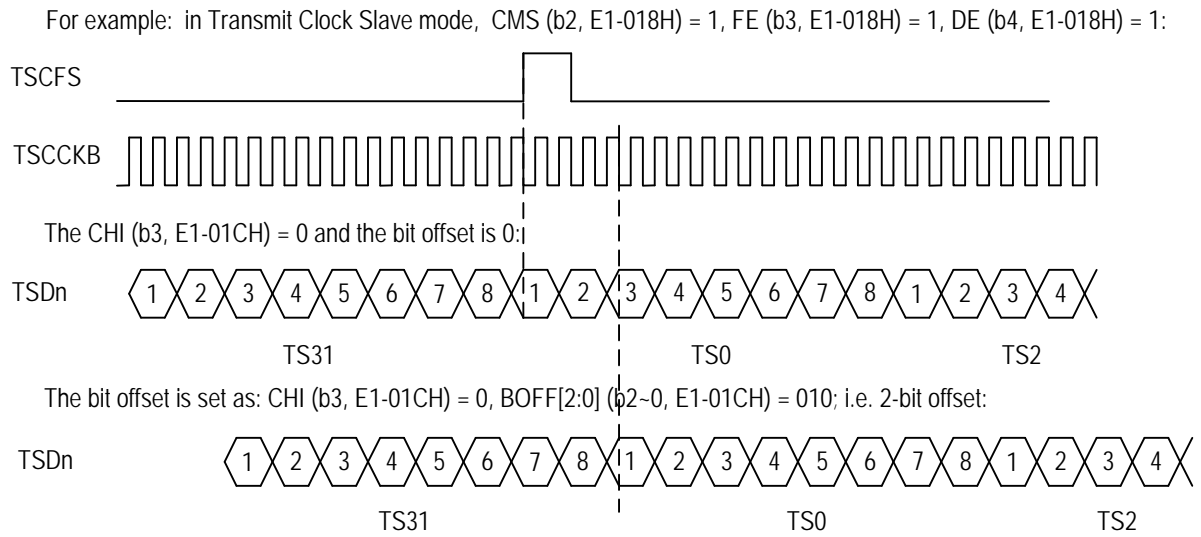 For example: in Transmit Clock Slave mode, CMS (b2, E1-018H) = 1, FE (b3, E1-018H) = 1, DE (b4, E1-018H) = 1:
TSCFS
TSCCKB
The CHI (b3, E1-01CH) = 0 and the bit offset is 0:
TSDn 1 2 3 4 5 6 7 8 1 2 3 4 5 6 7 8 1 2 3 4
TS31 TS0 TS2
The bit offset is set as: CHI (b3, E1-01CH) = 0, BOFF[2:0] (b2~0, E1-01CH) = 010; i.e. 2-bit offset:
TSDn 1 2 3 4 5 6 7 8 1 2 3 4 5 6 7 8 1 2 3 4
TS31 TS0 TS2